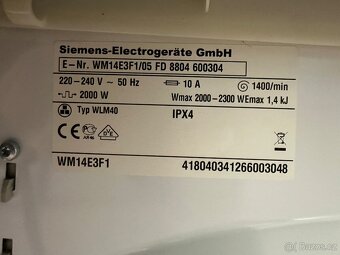 Siemens-Electrogeräte GmbH
E-Nr. WM14E3F1/05 FD 8804 600304
220-240 V ~ 50 Hz 10 A 1400/min
2000 W Wmax 2000-2300 WEmax 1,4 kJ
Typ WLM40 IPX4
CE
WM14E3F1 418040341266003048